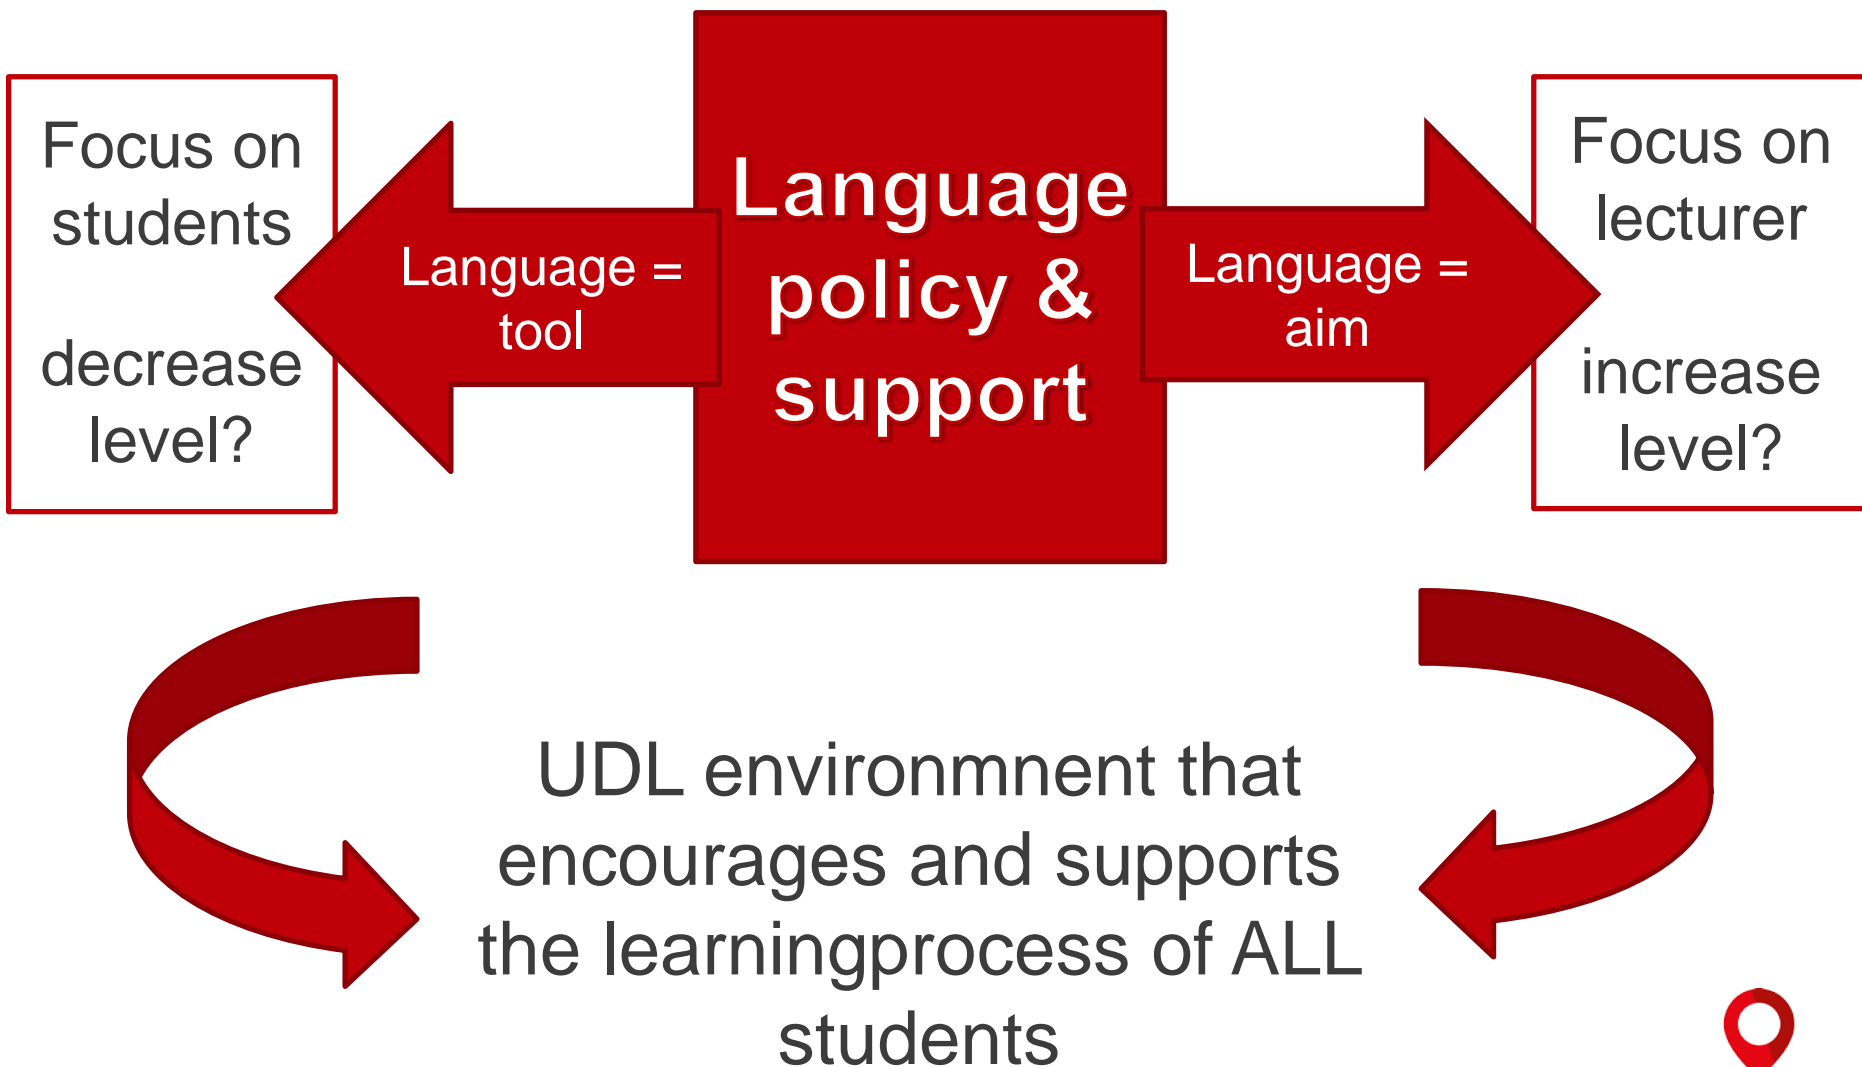 Focus on
students
decrease
level?
Language =
tool
Language
policy &
support
Language =
aim
Focus on
lecturer
increase
level?
UDL environmnent that
encourages and supports
the learningprocess of ALL
students